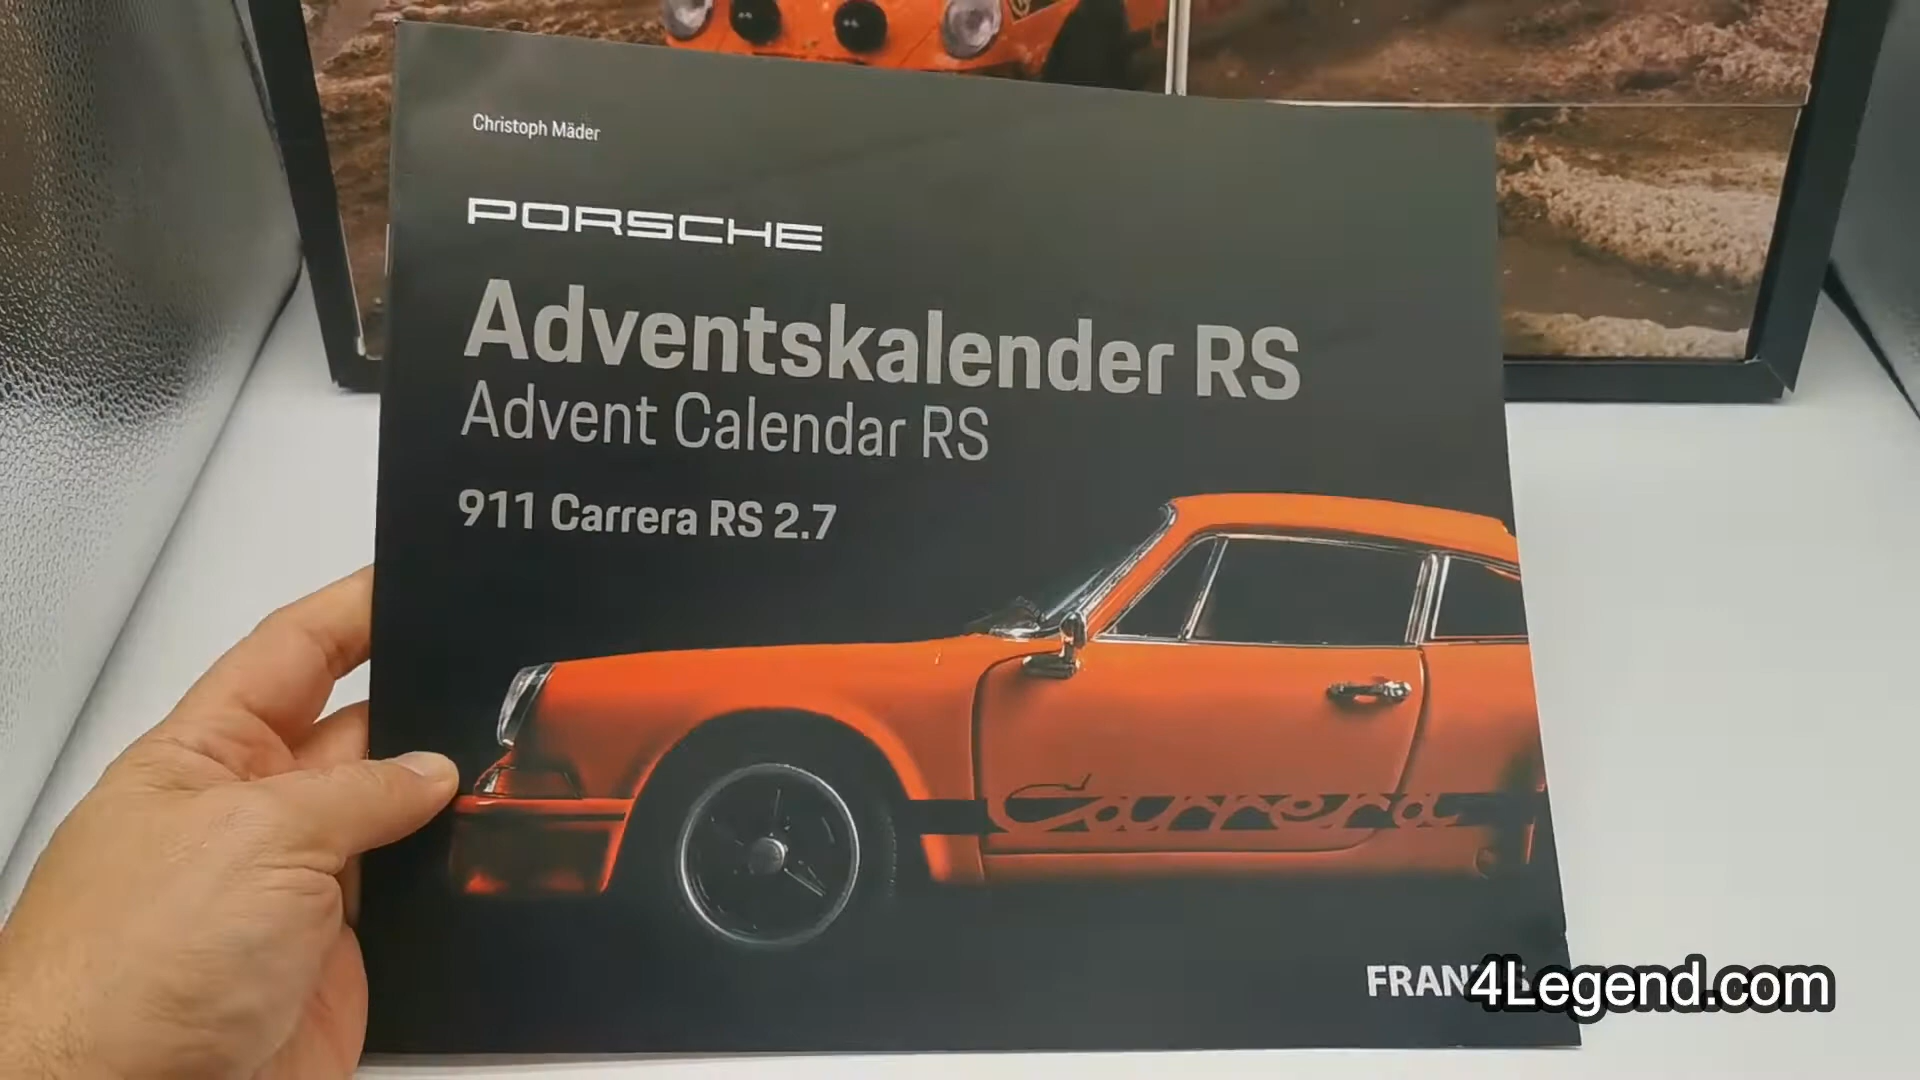 Christoph Mäder
PORSCHE
Adventskalender RS
Advent Calendar RS
911 Carrera RS 2.7
Carrera
4Legend.com